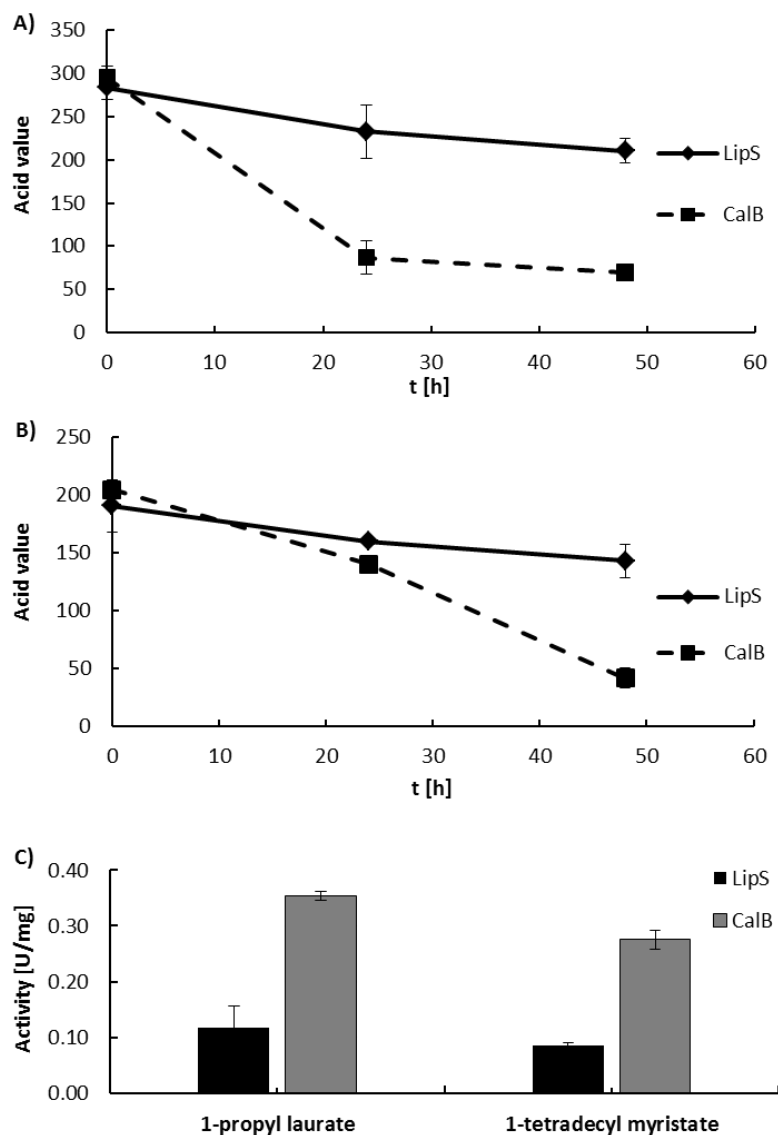 A)
350
300
250
200
150
100
50
0
Acid value
LipS
CalB
0 10 20 30 40 50 60
t [h]
B)
250
200
150
100
50
0
Acid value
LipS
CalB
0 10 20 30 40 50 60
t [h]
C)
0.40
0.30
0.20
0.10
0.00
Activity [U/mg]
LipS
CalB
1-propyl laurate 1-tetradecyl myristate